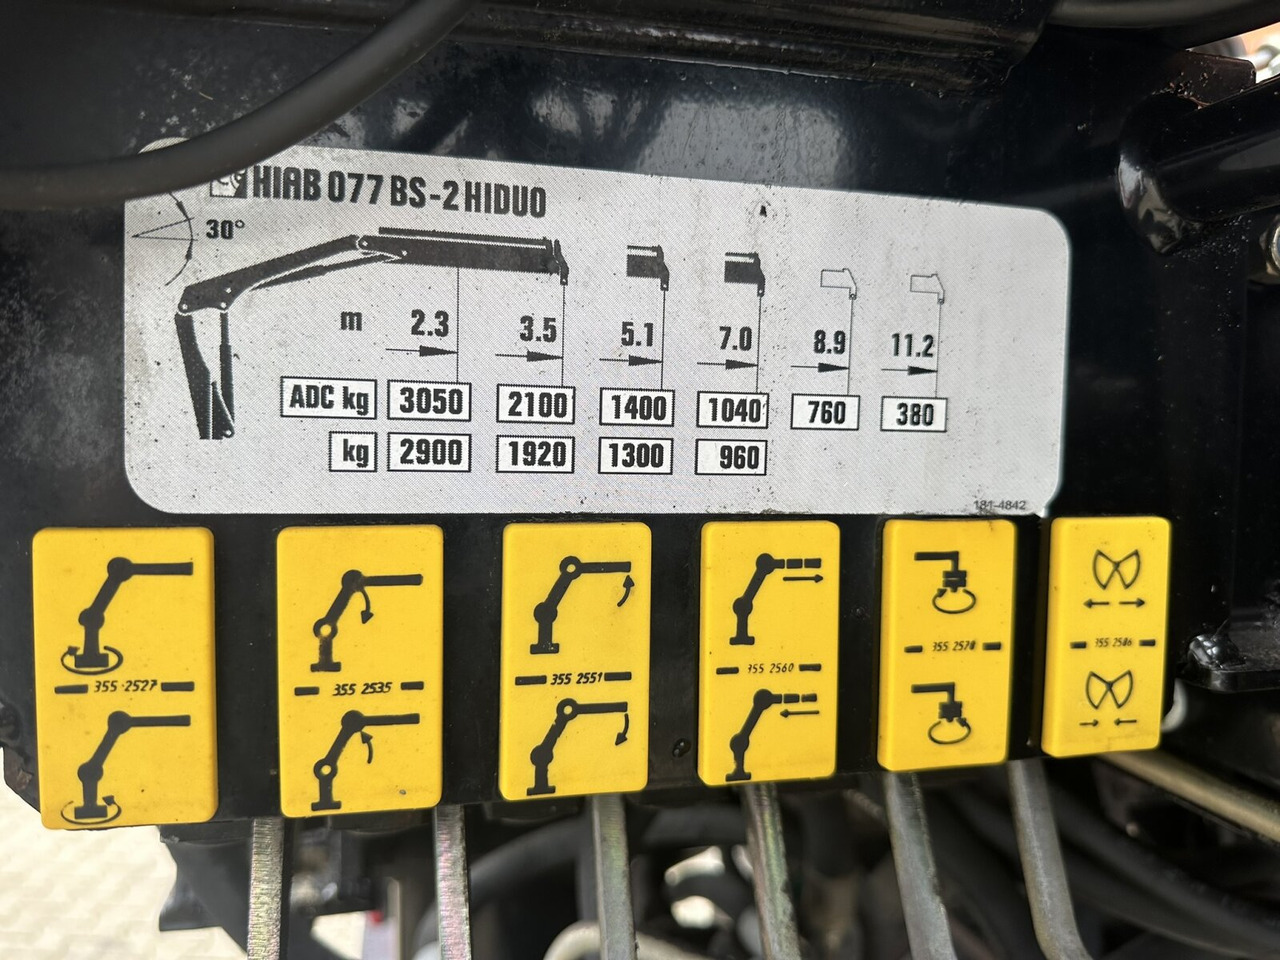 CE HIAB 077 BS-2 HIDUO
30°
m 2.3 3.5 5.1 7.0 8.9 11.2
ADC kg 3050 2100 1400 1040 760 380
kg 2900 1920 1300 960
181-4842
355 2527 355 2535 355 2551 355 2560 355 2578 355 2586